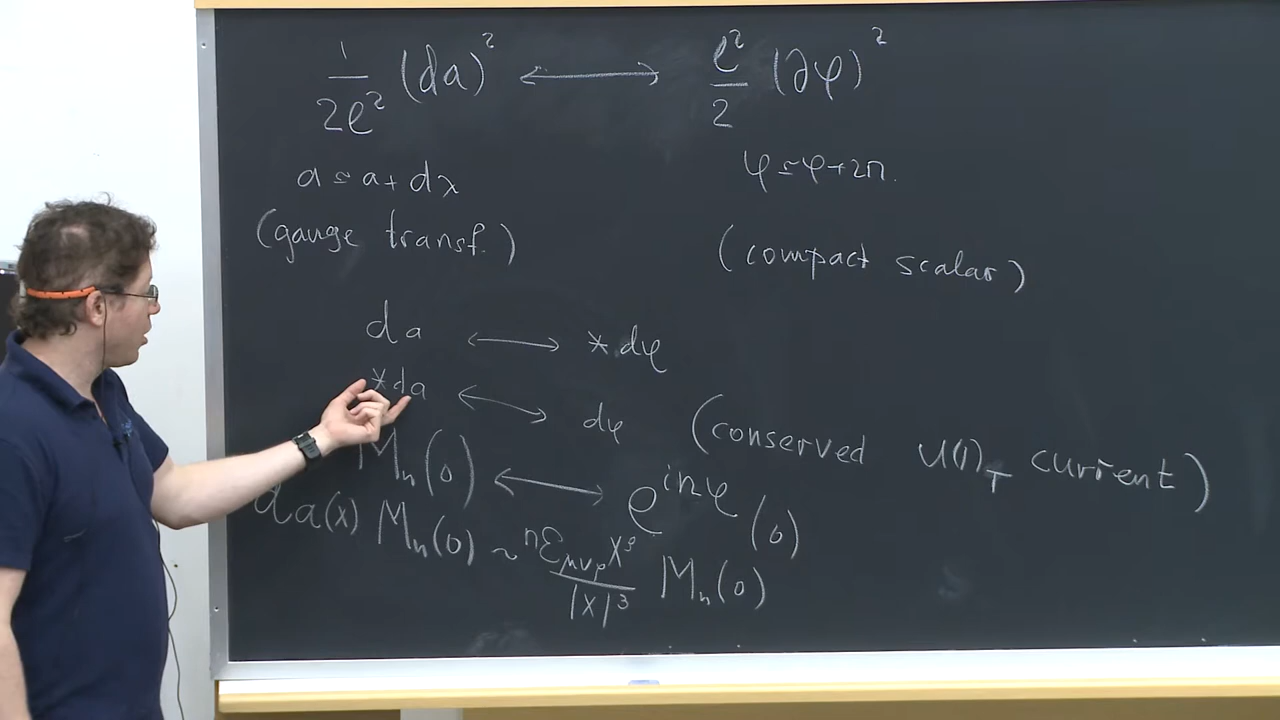 1/2e² (da)² ⟷ e²/2 (∂φ)²
a ≃ a + dλ φ ≃ φ + 2π.
(gauge transf.) (compact scalar)
da ⟷ *dφ
*da ⟷ dφ (conserved U(1)_T current)
M_n(0) ⟷ e^{inφ}(0)
da(x) M_n(0) ~ n ε_{μνρ} x^ρ / |x|³ M_n(0)